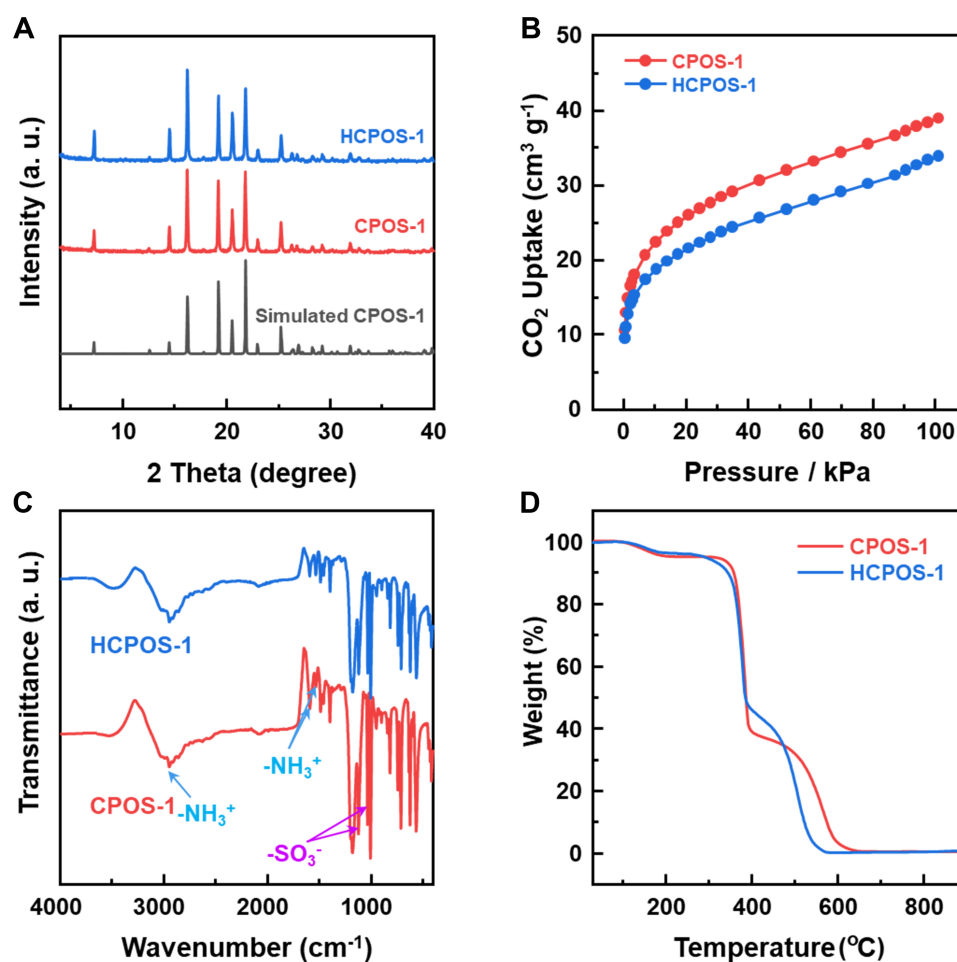 A
Intensity (a. u.)
HCPOS-1
CPOS-1
Simulated CPOS-1
10
20
30
40
2 Theta (degree)
B
CO₂ Uptake (cm³ g⁻¹)
50
40
30
20
10
0
CPOS-1
HCPOS-1
0
20
40
60
80
100
Pressure / kPa
C
Transmittance (a. u.)
HCPOS-1
-NH₃⁺
CPOS-1
-NH₃⁺
-SO₃⁻
4000
3000
2000
1000
Wavenumber (cm⁻¹)
D
Weight (%)
100
80
60
40
20
0
CPOS-1
HCPOS-1
200
400
600
800
Temperature (°C)